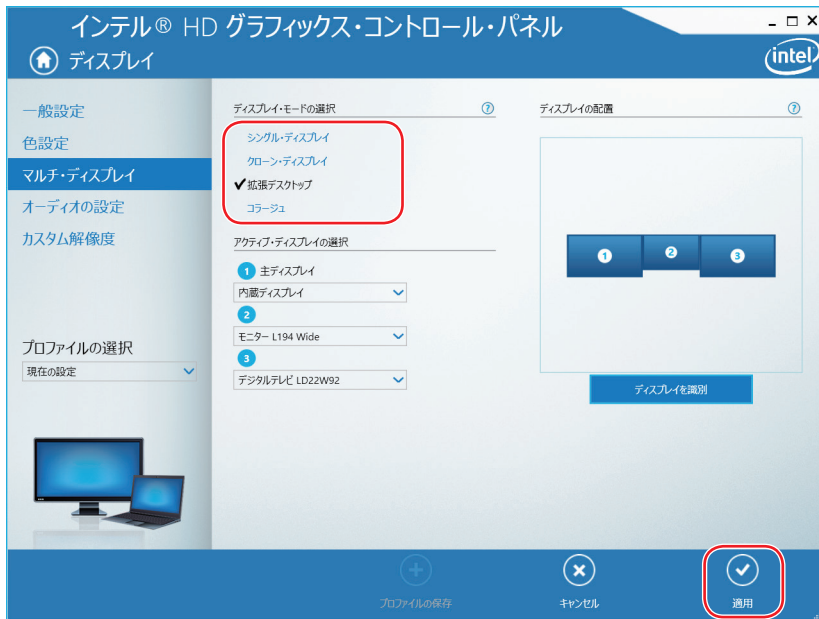 インテル® HD グラフィックス・コントロール・パネル
ディスプレイ
intel
一般設定
色設定
マルチ・ディスプレイ
オーディオの設定
カスタム解像度
プロファイルの選択
現在の設定
ディスプレイ・モードの選択
?
シングル・ディスプレイ
クローン・ディスプレイ
拡張デスクトップ
コラージュ
アクティブ・ディスプレイの選択
1 主ディスプレイ
内蔵ディスプレイ
2
モニター L194 Wide
3
デジタルテレビ LD22W92
ディスプレイの配置
?
1 2 3
ディスプレイを識別
プロファイルの保存
キャンセル
適用